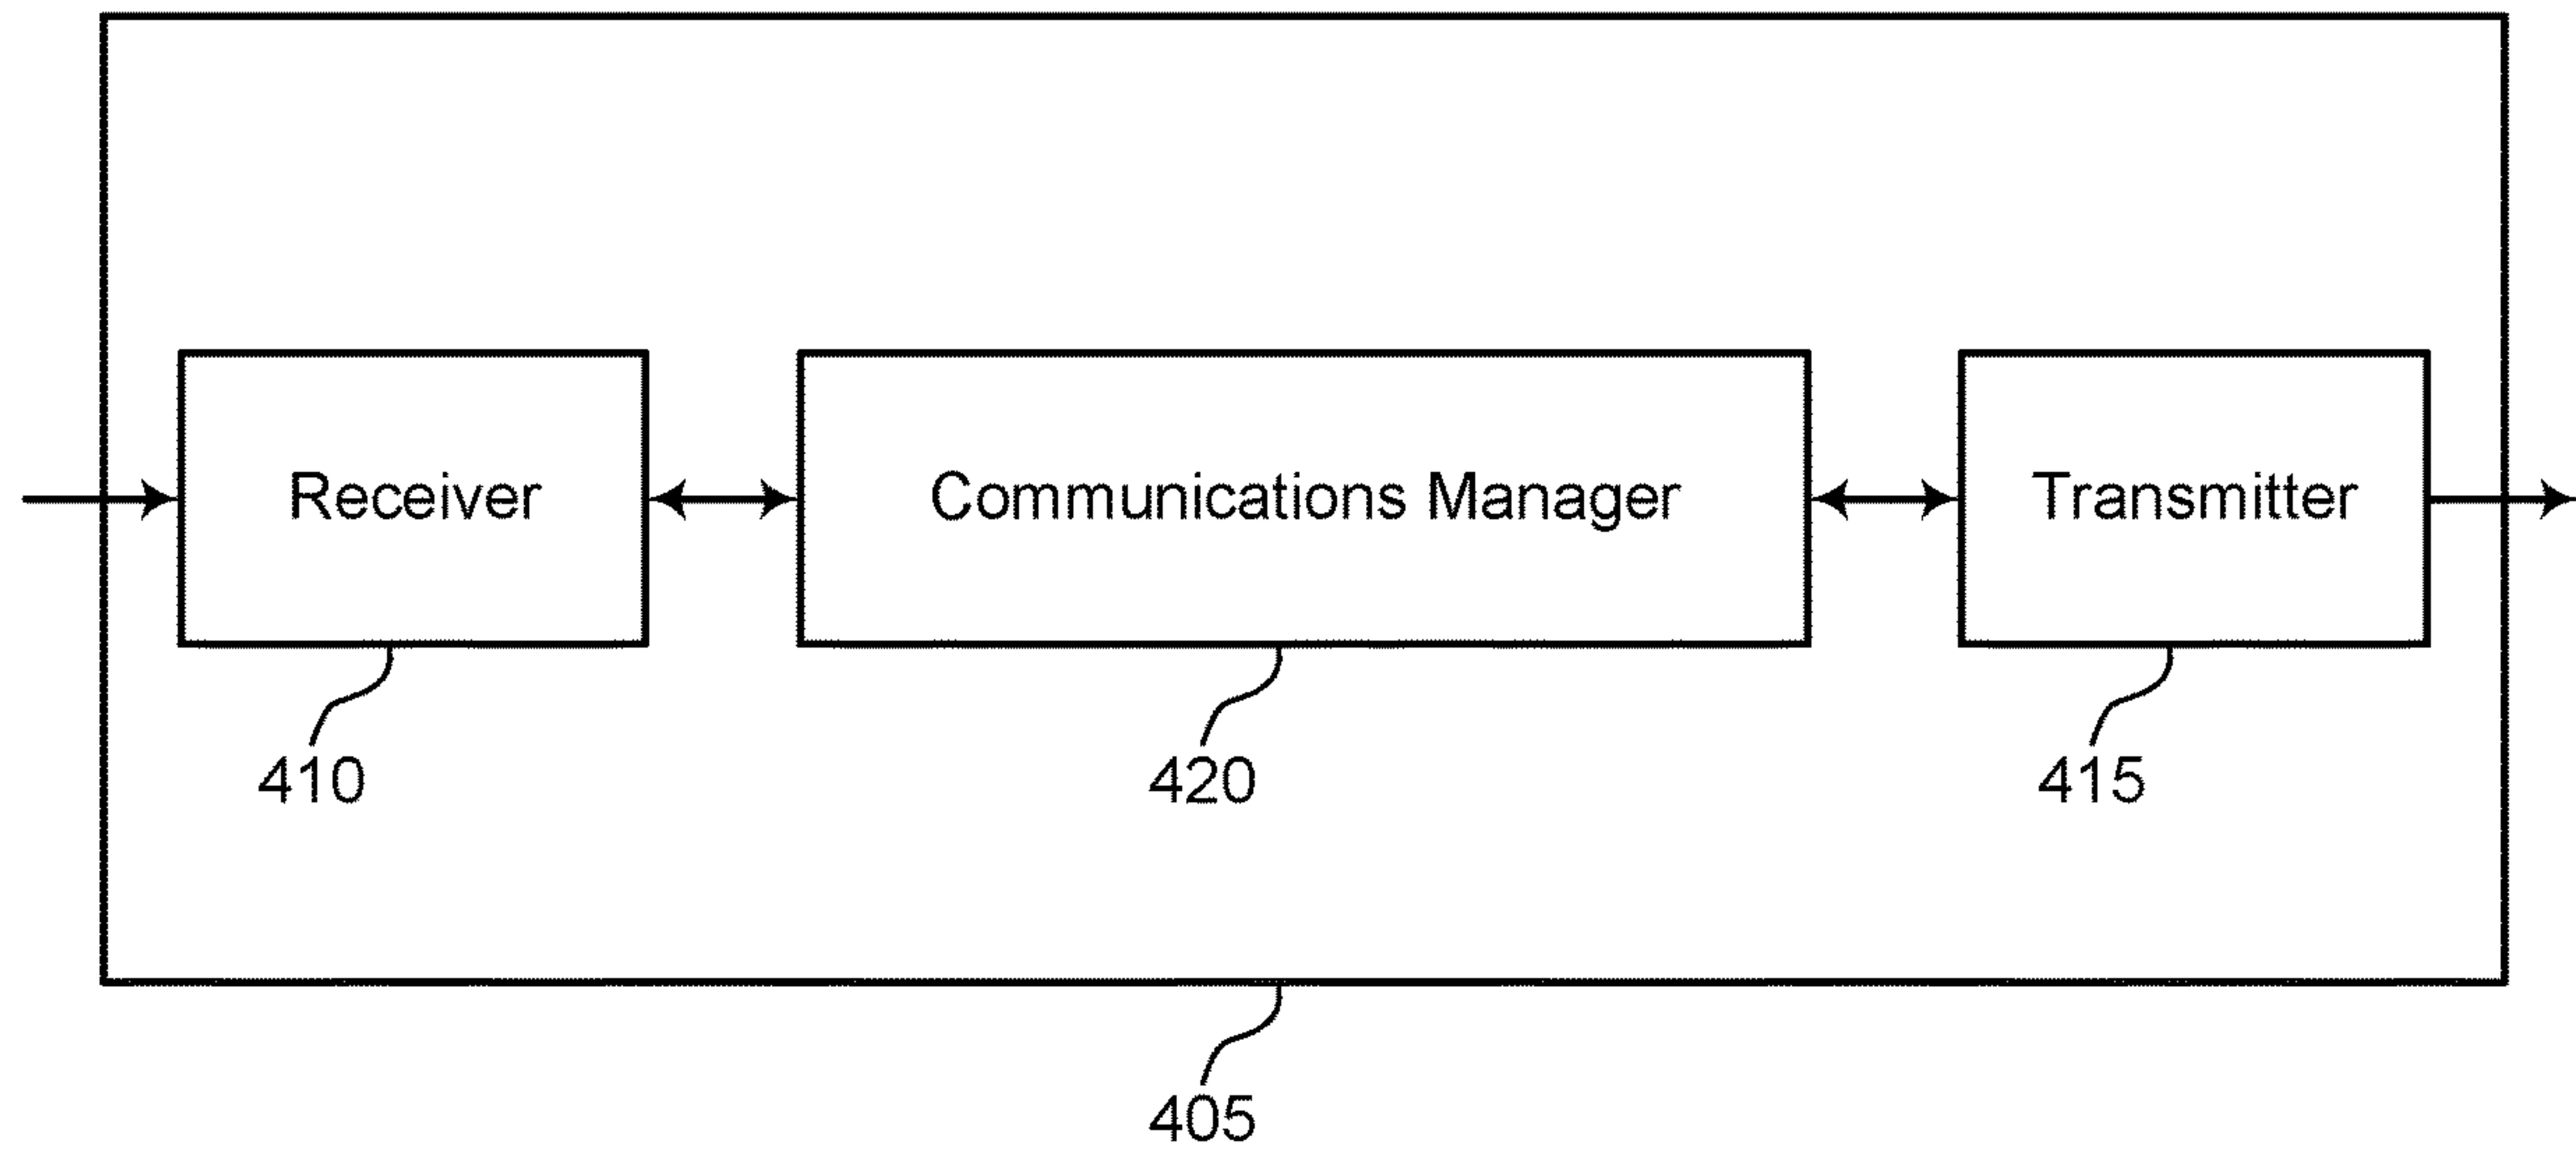 Receiver
Communications Manager
Transmitter
410
420
415
405